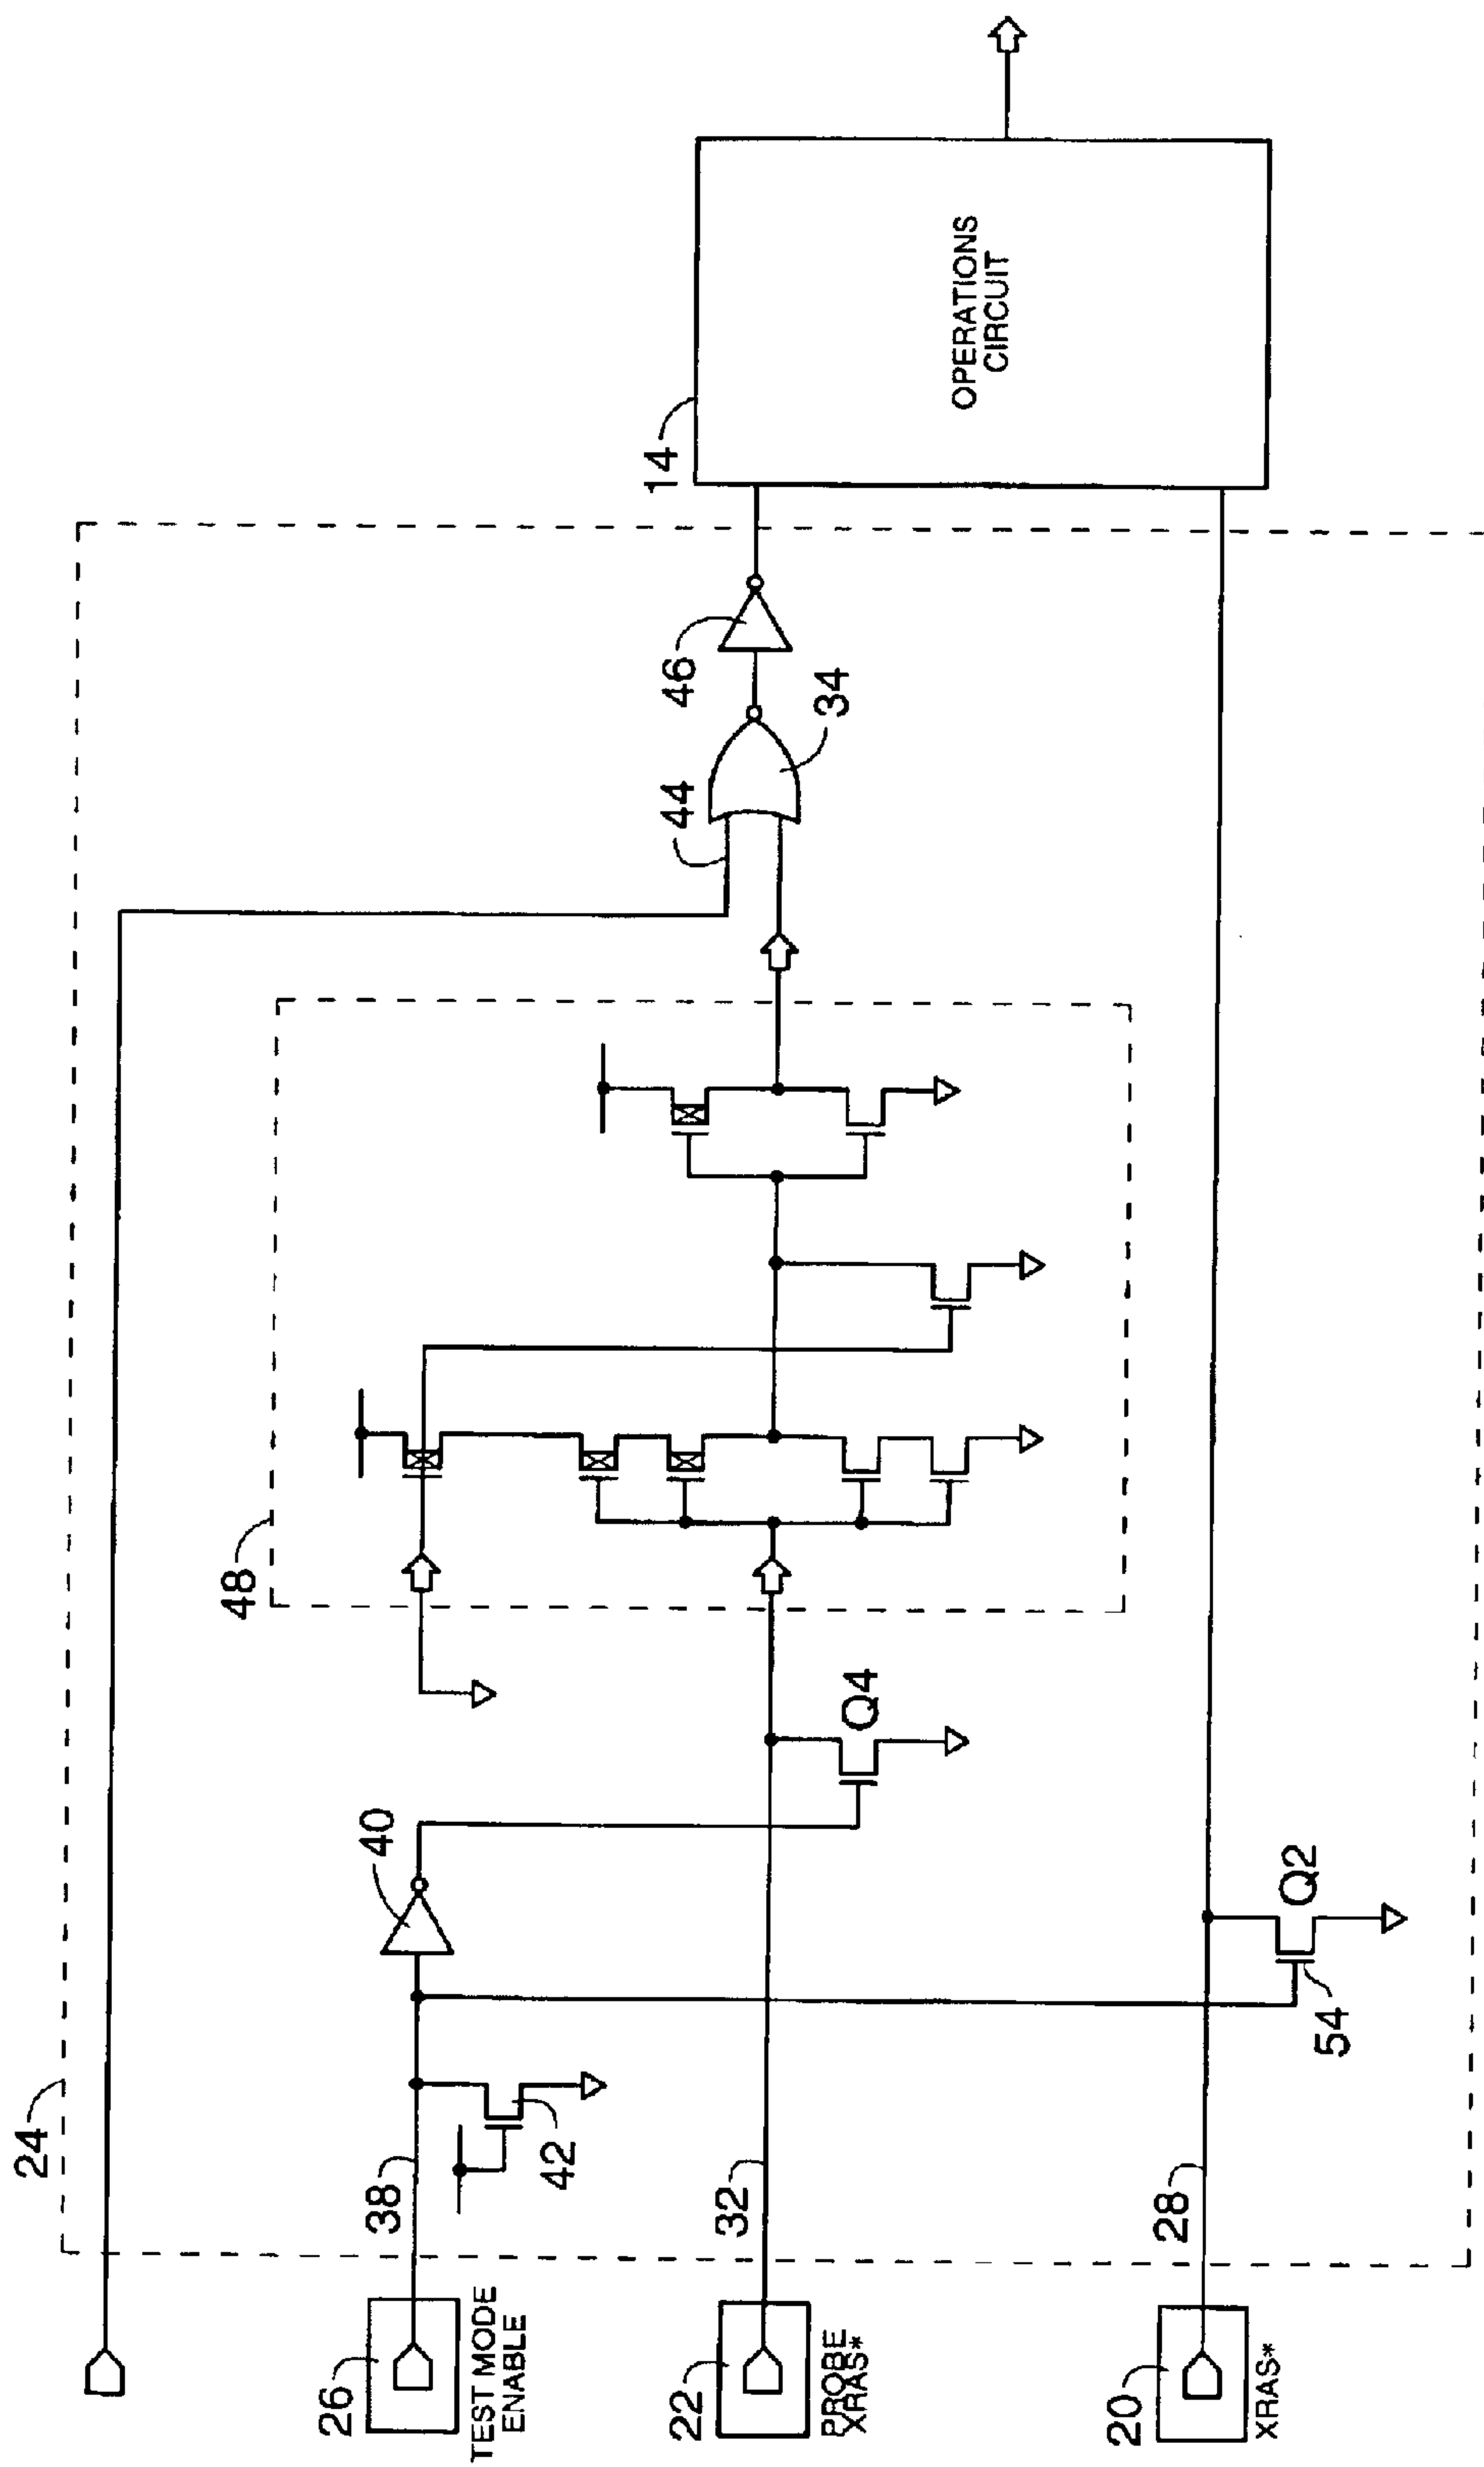 24
26
TEST MODE
ENABLE
38
42
40
48
44
34
46
14
OPERATIONS
CIRCUIT
22
PROBE
XRAS*
32
Q4
20
XRAS*
28
54
Q2